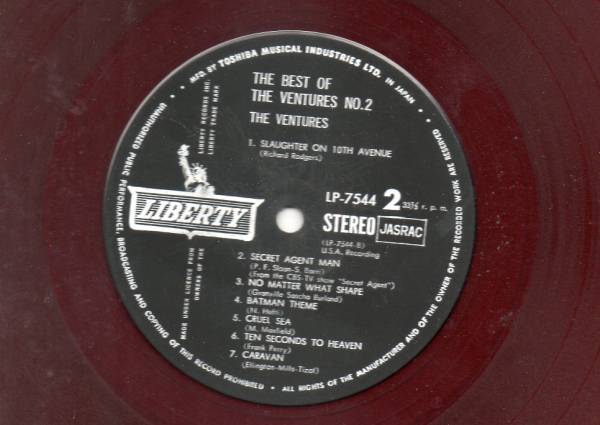 MFD. BY TOSHIBA MUSICAL INDUSTRIES LTD. IN JAPAN
UNAUTHORIZED PUBLIC PERFORMANCE, BROADCASTING AND COPYING OF THIS RECORD PROHIBITED • ALL RIGHTS OF THE MANUFACTURER AND OF THE OWNER OF THE RECORDED WORK ARE RESERVED
THE BEST OF
THE VENTURES NO.2
THE VENTURES
1. SLAUGHTER ON 10TH AVENUE
(Richard Rodgers)
LIBERTY RECORDS INC.
LIBERTY TRADE MARK
LIBERTY
MADE UNDER LICENCE FROM
OWNERS OF THE
LP-7544 2 33⅓ r. p. m.
STEREO JASRAC
(LP-7544-B)
U.S.A. Recording
2. SECRET AGENT MAN
(P. F. Sloan-S. Barri)
(From the CBS-TV show "Secret Agent")
3. NO MATTER WHAT SHAPE
(Granville Sascha Burland)
4. BATMAN THEME
(N. Hefti)
5. CRUEL SEA
(M. Maxfield)
6. TEN SECONDS TO HEAVEN
(Frank Perry)
7. CARAVAN
(Ellington-Mills-Tizol)